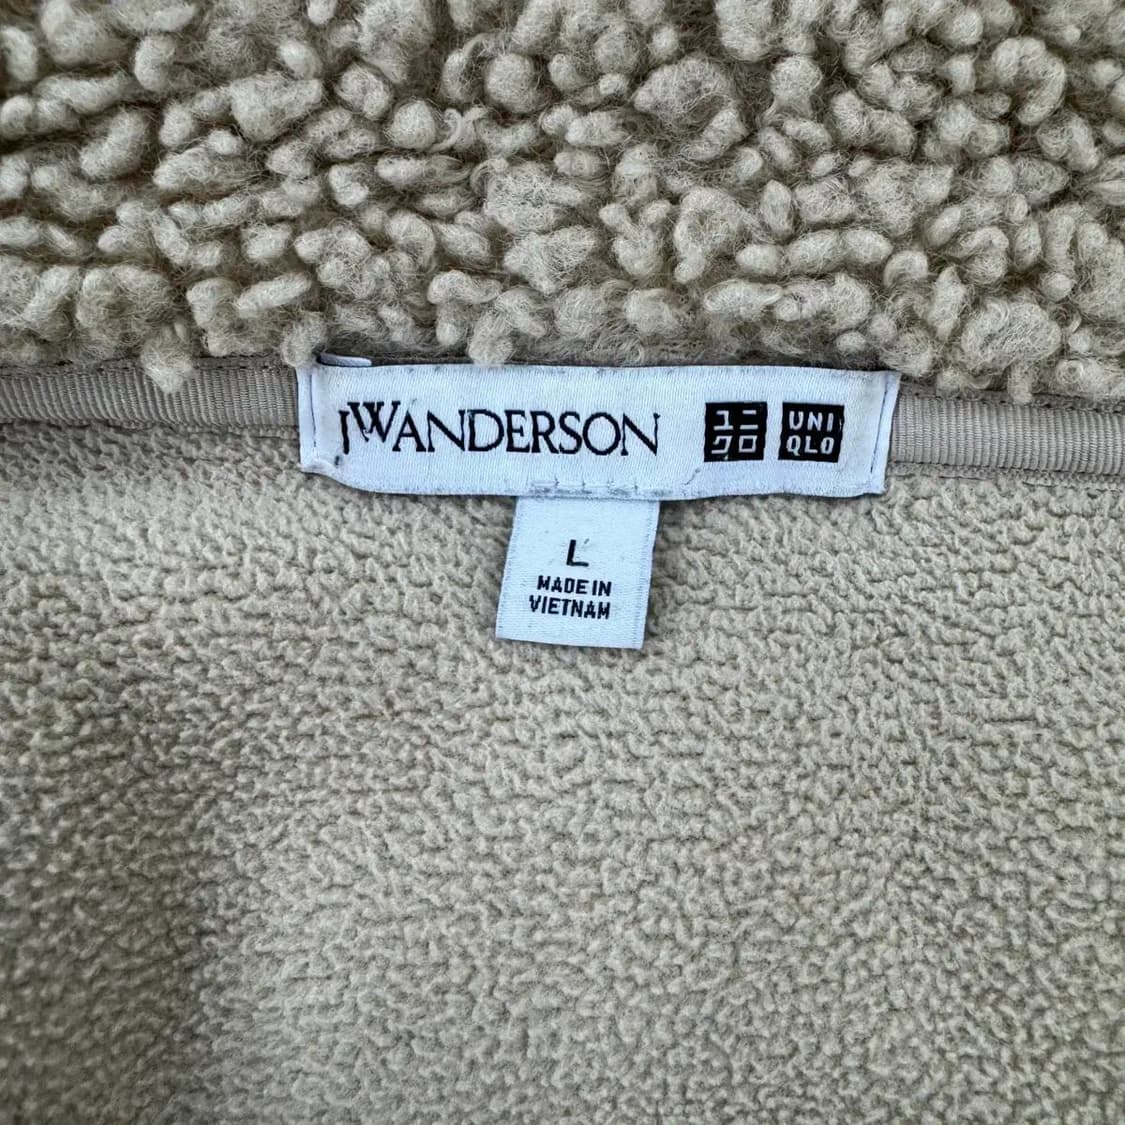 JWANDERSON ユニクロ UNIQLO
L
MADE IN
VIETNAM